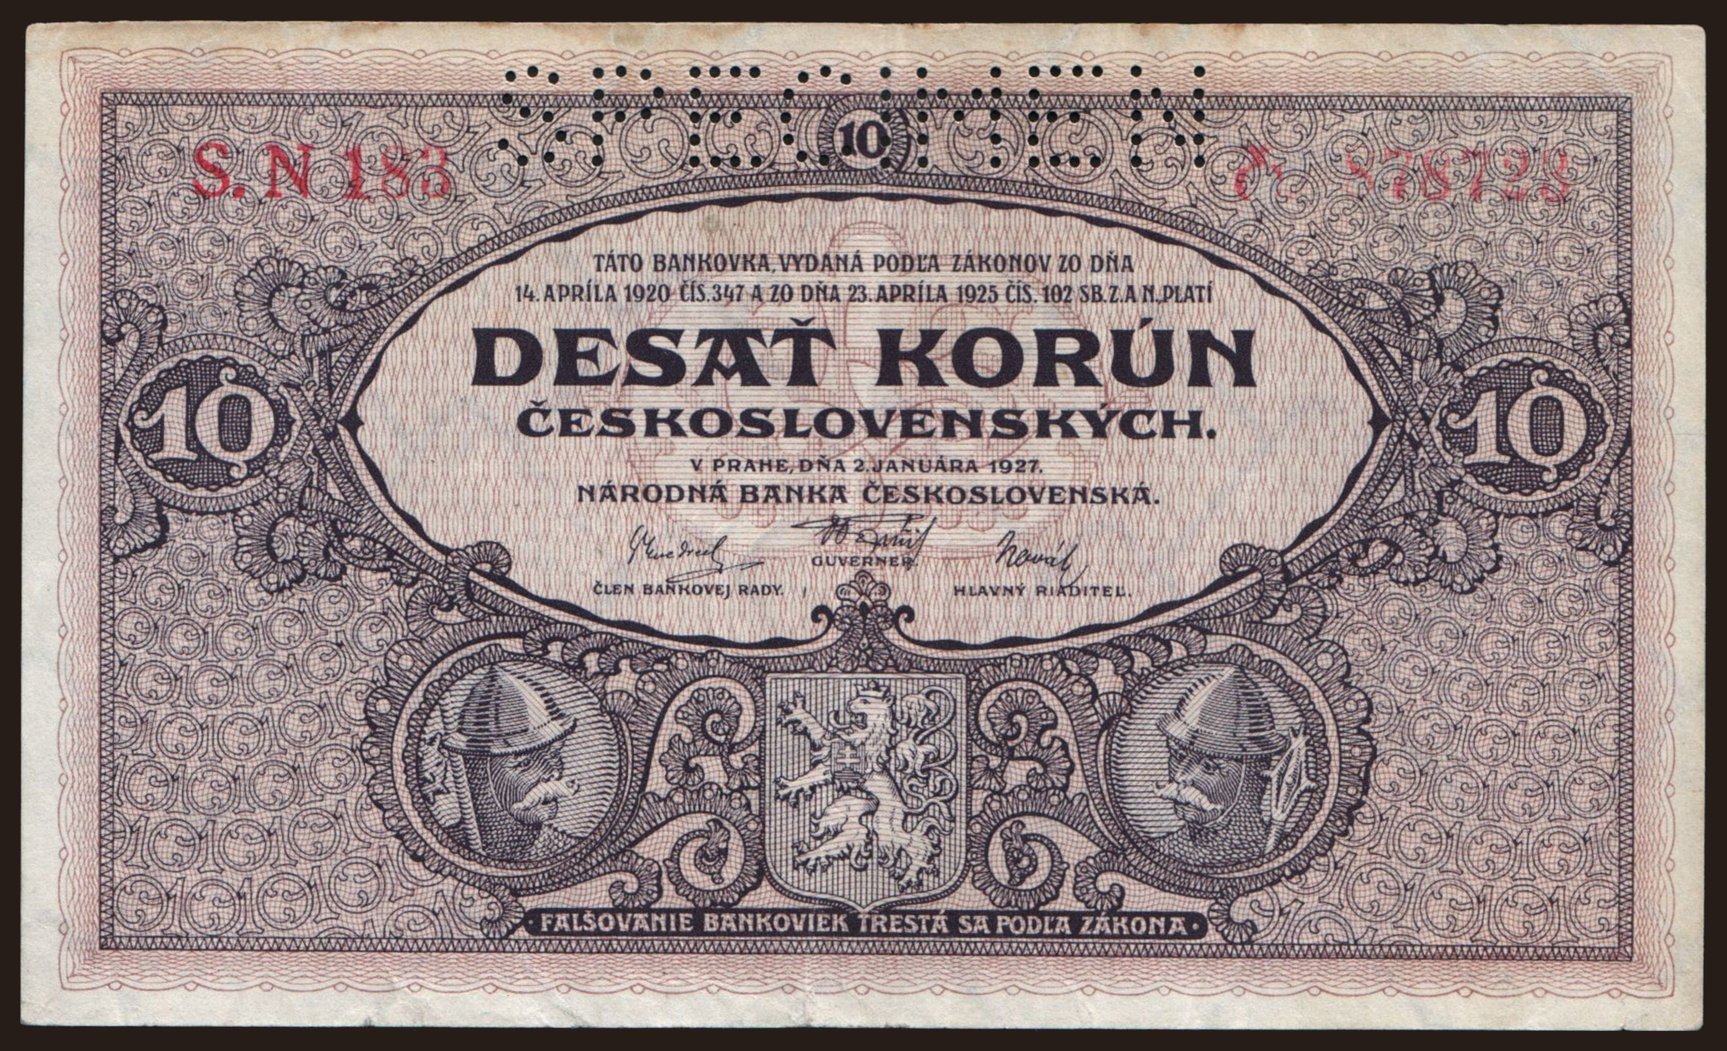 SPECIMEN
10
S. N 183
878723
TÁTO BANKOVKA, VYDANÁ PODĽA ZÁKONOV ZO DŇA
14. APRÍLA 1920 ČÍS. 347 A ZO DŇA 23. APRÍLA 1925 ČÍS. 102 SB. Z. A N., PLATÍ
DESAŤ KORÚN
ČESKOSLOVENSKÝCH.
10
10
V PRAHE, DŇA 2. JANUÁRA 1927.
NÁRODNÁ BANKA ČESKOSLOVENSKÁ.
GUVERNER.
ČLEN BANKOVEJ RADY.
HLAVNÝ RIADITEĽ.
· FALŠOVANIE BANKOVIEK TRESTÁ SA PODĽA ZÁKONA ·